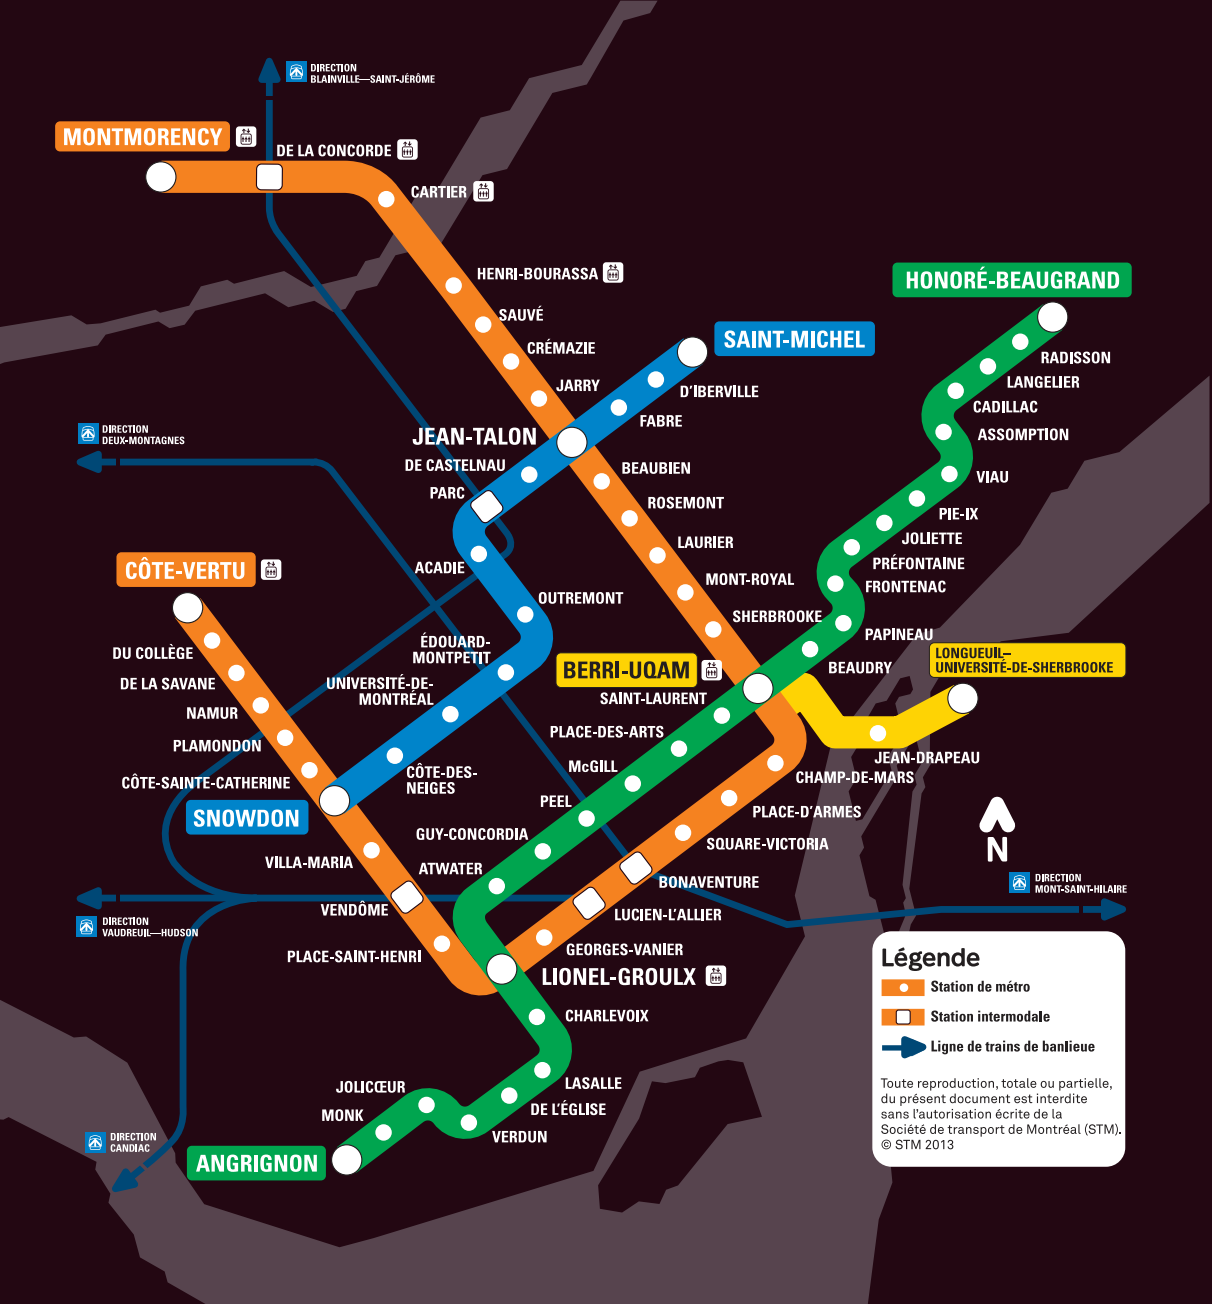 DIRECTION
BLAINVILLE—SAINT-JÉRÔME
MONTMORENCY
DE LA CONCORDE
CARTIER
HENRI-BOURASSA
HONORÉ-BEAUGRAND
SAUVÉ
SAINT-MICHEL
CRÉMAZIE
RADISSON
JARRY
LANGELIER
D'IBERVILLE
CADILLAC
FABRE
DIRECTION
DEUX-MONTAGNES
JEAN-TALON
ASSOMPTION
DE CASTELNAU
BEAUBIEN
VIAU
PARC
ROSEMONT
PIE-IX
JOLIETTE
LAURIER
PRÉFONTAINE
ACADIE
CÔTE-VERTU
MONT-ROYAL
FRONTENAC
OUTREMONT
SHERBROOKE
PAPINEAU
ÉDOUARD-
MONTPETIT
DU COLLÈGE
BERRI-UQAM
BEAUDRY
LONGUEUIL–
UNIVERSITÉ-DE-SHERBROOKE
DE LA SAVANE
UNIVERSITÉ-DE-
MONTRÉAL
SAINT-LAURENT
NAMUR
PLACE-DES-ARTS
PLAMONDON
JEAN-DRAPEAU
McGILL
CHAMP-DE-MARS
CÔTE-SAINTE-CATHERINE
CÔTE-DES-
NEIGES
PEEL
PLACE-D'ARMES
SNOWDON
GUY-CONCORDIA
SQUARE-VICTORIA
N
VILLA-MARIA
ATWATER
BONAVENTURE
DIRECTION
MONT-SAINT-HILAIRE
VENDÔME
LUCIEN-L'ALLIER
DIRECTION
VAUDREUIL—HUDSON
PLACE-SAINT-HENRI
GEORGES-VANIER
LIONEL-GROULX
CHARLEVOIX
LASALLE
JOLICŒUR
DE L'ÉGLISE
MONK
VERDUN
DIRECTION
CANDIAC
ANGRIGNON
Légende
Station de métro
Station intermodale
Ligne de trains de banlieue
Toute reproduction, totale ou partielle,
du présent document est interdite
sans l'autorisation écrite de la
Société de transport de Montréal (STM).
© STM 2013